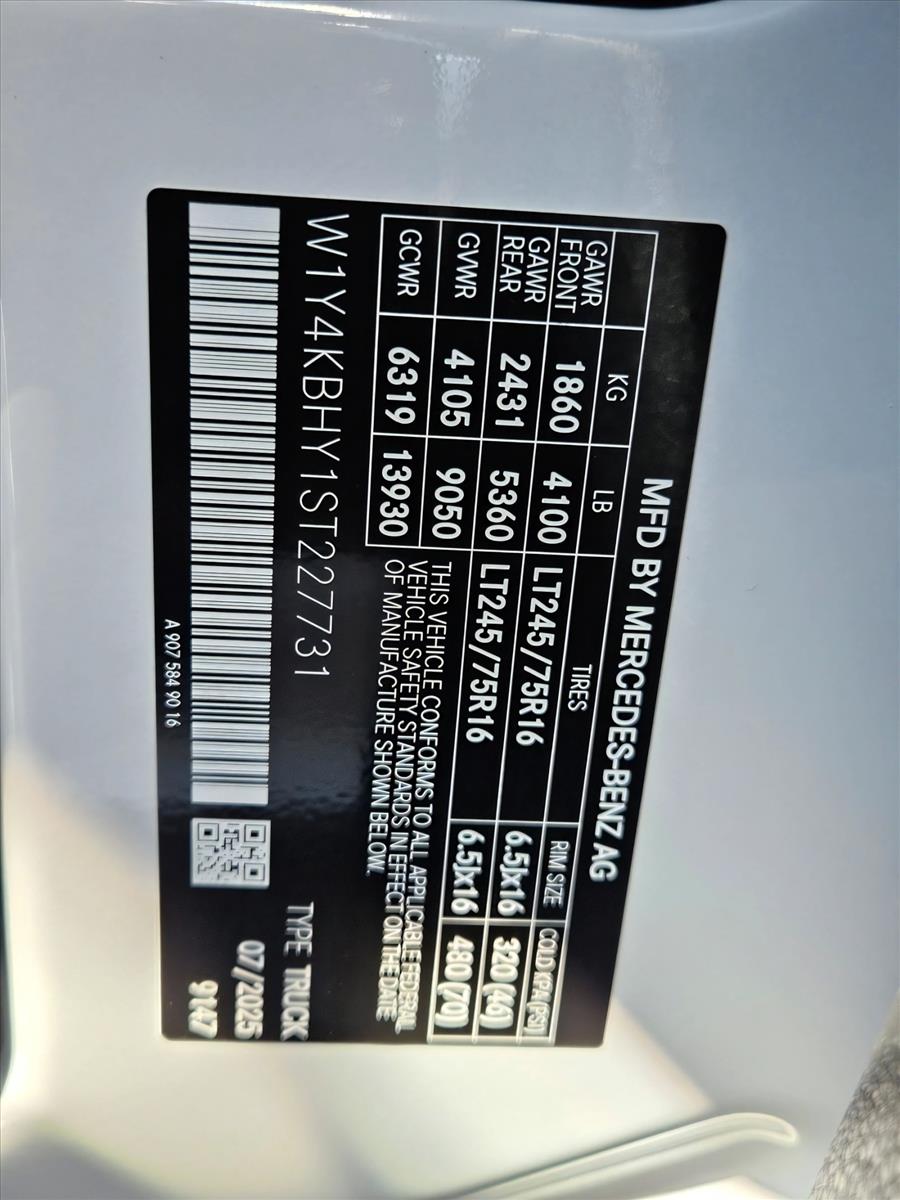 MFD BY MERCEDES-BENZ AG
KG LB TIRES RIM SIZE COLD KPA (PSI)
GAWR FRONT 1860 4100 LT245/75R16 6.5Jx16 320 (46)
GAWR REAR 2431 5360 LT245/75R16 6.5Jx16 480 (70)
GVWR 4105 9050
GCWR 6319 13930
THIS VEHICLE CONFORMS TO ALL APPLICABLE FEDERAL
VEHICLE SAFETY STANDARDS IN EFFECT ON THE DATE
OF MANUFACTURE SHOWN BELOW.
W1Y4KBHY1ST227731
TYPE TRUCK
07/2025
9147
A 907 584 90 16